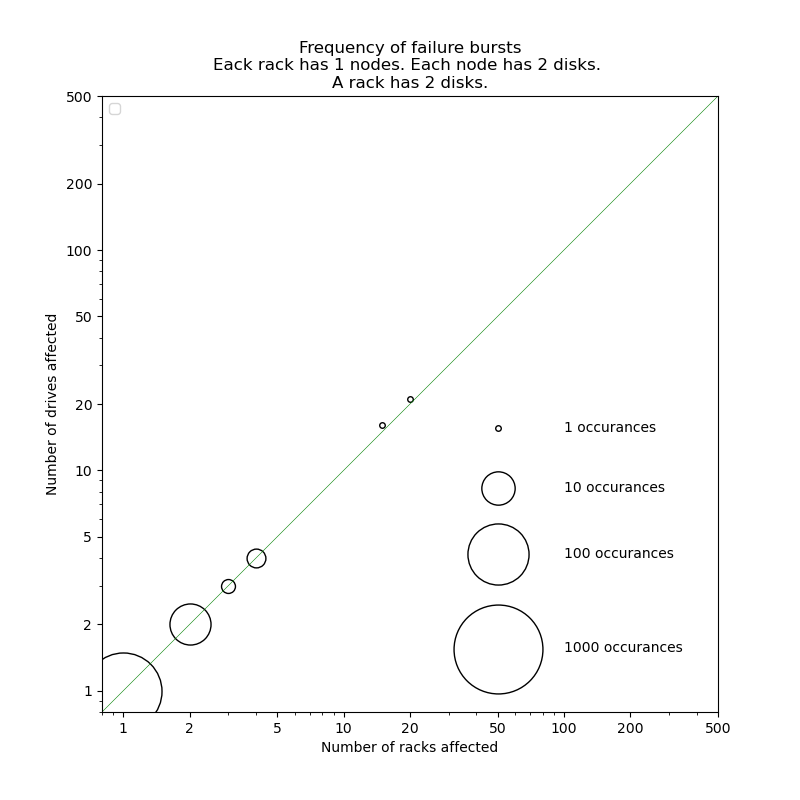 Frequency of failure bursts
Eack rack has 1 nodes. Each node has 2 disks.
A rack has 2 disks.
500
200
100
50
20
10
5
2
1
Number of drives affected
1 occurances
10 occurances
100 occurances
1000 occurances
1 2 5 10 20 50 100 200 500
Number of racks affected